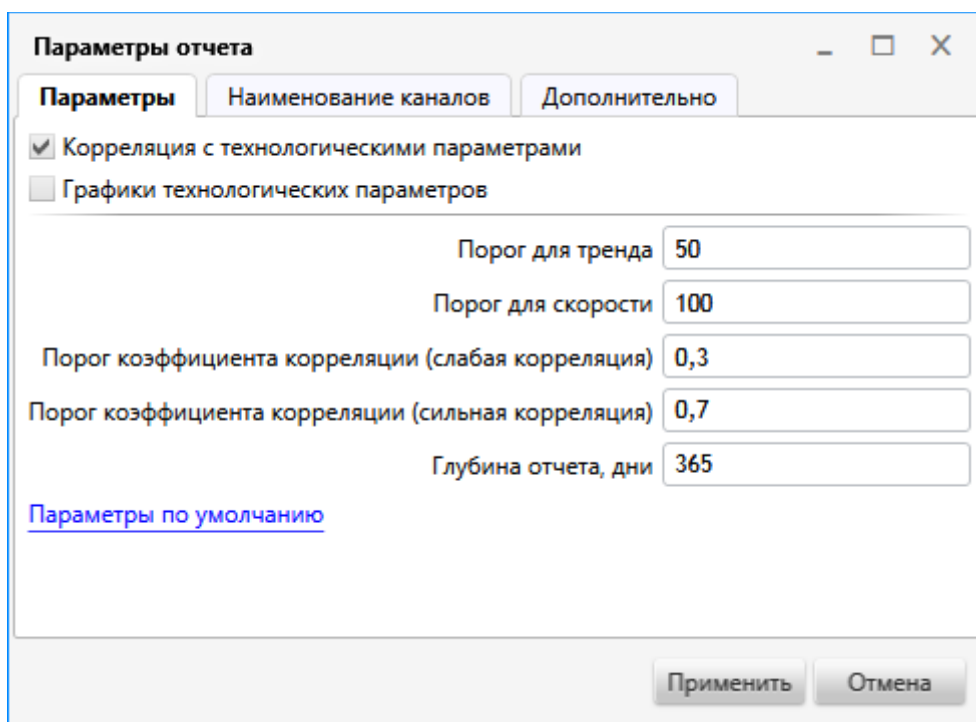 Параметры отчета
Параметры Наименование каналов Дополнительно
Корреляция с технологическими параметрами
Графики технологических параметров
Порог для тренда 50
Порог для скорости 100
Порог коэффициента корреляции (слабая корреляция) 0,3
Порог коэффициента корреляции (сильная корреляция) 0,7
Глубина отчета, дни 365
Параметры по умолчанию
Применить Отмена